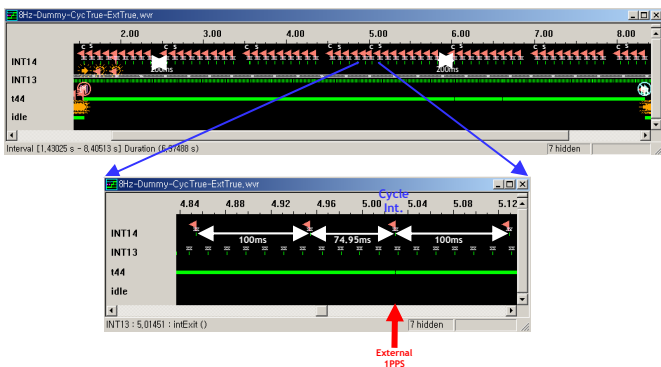 8Hz-Dummy-CycTrue-ExtTrue.wvr
2.00 3.00 4.00 5.00 6.00 7.00 8.00
c s c s c s c s c s c s c s
INT14
200ms 200ms
INT13
t44
idle
Interval [1,43025 s - 8,40513 s] Duration (6,97488 s) 7 hidden
8Hz-Dummy-CycTrue-ExtTrue.wvr
Cycle
4.84 4.88 4.92 4.96 5.00 5.04 5.08 5.12
Int.
INT14
100ms 74,95ms 100ms
INT13
t44
idle
INT13 : 5,01451 : intExit () 7 hidden
External
1PPS